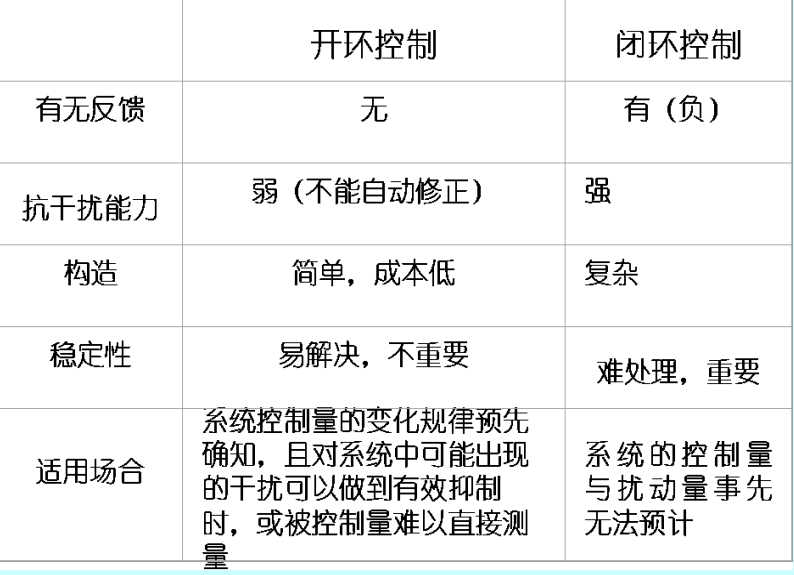 开环控制 闭环控制
有无反馈 无 有（负）
抗干扰能力 弱（不能自动修正） 强
构造 简单，成本低 复杂
稳定性 易解决，不重要 难处理，重要
适用场合
系统控制量的变化规律预先
确知，且对系统中可能出现
的干扰可以做到有效抑制
时，或被控制量难以直接测
量
系统的控制量
与扰动量事先
无法预计